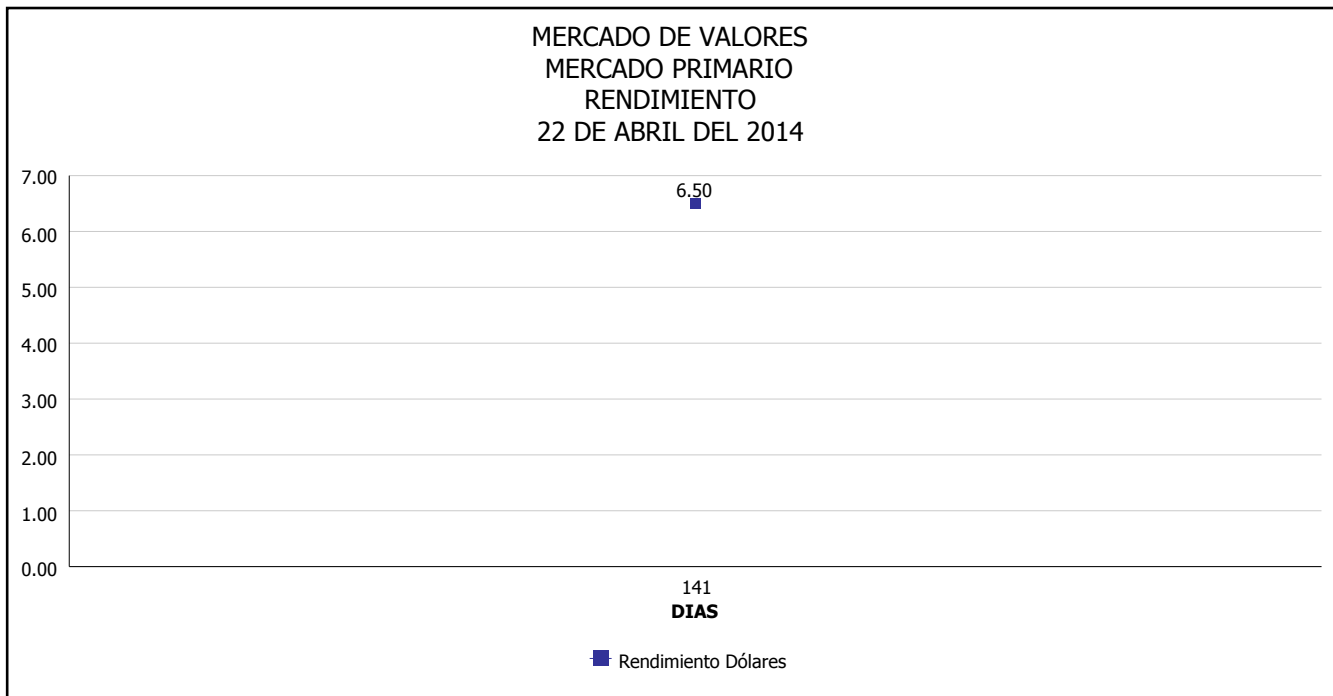 MERCADO DE VALORES
MERCADO PRIMARIO
RENDIMIENTO
22 DE ABRIL DEL 2014
7.00
6.50
6.00
5.00
4.00
3.00
2.00
1.00
0.00
141
DIAS
Rendimiento Dólares